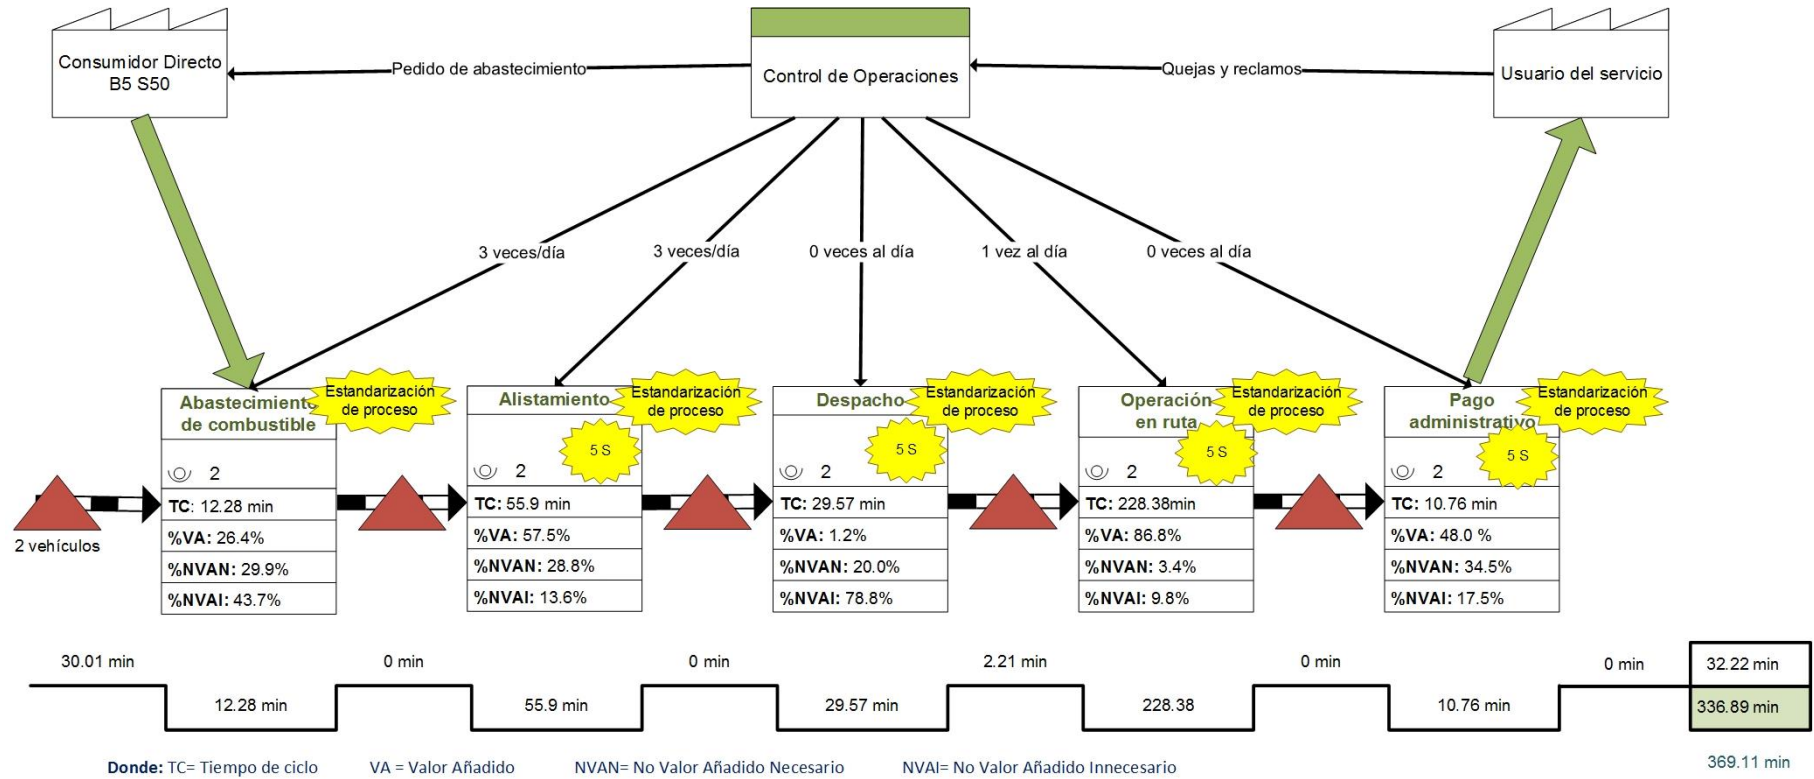 Consumidor Directo
B5 S50
Pedido de abastecimiento
Control de Operaciones
Quejas y reclamos
Usuario del servicio
3 veces/día
3 veces/día
0 veces al día
1 vez al día
0 veces al día
2 vehículos
Abastecimiento
de combustible
Estandarización
de proceso
2
TC: 12.28 min
%VA: 26.4%
%NVAN: 29.9%
%NVAI: 43.7%
Alistamiento
Estandarización
de proceso
5 S
2
TC: 55.9 min
%VA: 57.5%
%NVAN: 28.8%
%NVAI: 13.6%
Despacho
Estandarización
de proceso
5 S
2
TC: 29.57 min
%VA: 1.2%
%NVAN: 20.0%
%NVAI: 78.8%
Operación
en ruta
Estandarización
de proceso
5 S
2
TC: 228.38min
%VA: 86.8%
%NVAN: 3.4%
%NVAI: 9.8%
Pago
administrativo
Estandarización
de proceso
5 S
2
TC: 10.76 min
%VA: 48.0 %
%NVAN: 34.5%
%NVAI: 17.5%
30.01 min
0 min
0 min
2.21 min
0 min
0 min
32.22 min
12.28 min
55.9 min
29.57 min
228.38
10.76 min
336.89 min
Donde: TC= Tiempo de ciclo VA = Valor Añadido NVAN= No Valor Añadido Necesario NVAI= No Valor Añadido Innecesario
369.11 min